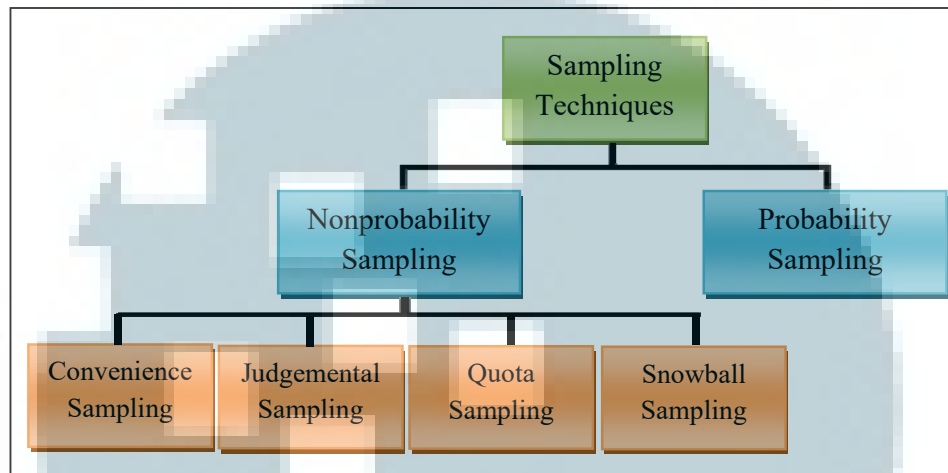 Sampling
Techniques
Nonprobability
Sampling
Probability
Sampling
Convenience
Sampling
Judgemental
Sampling
Quota
Sampling
Snowball
Sampling